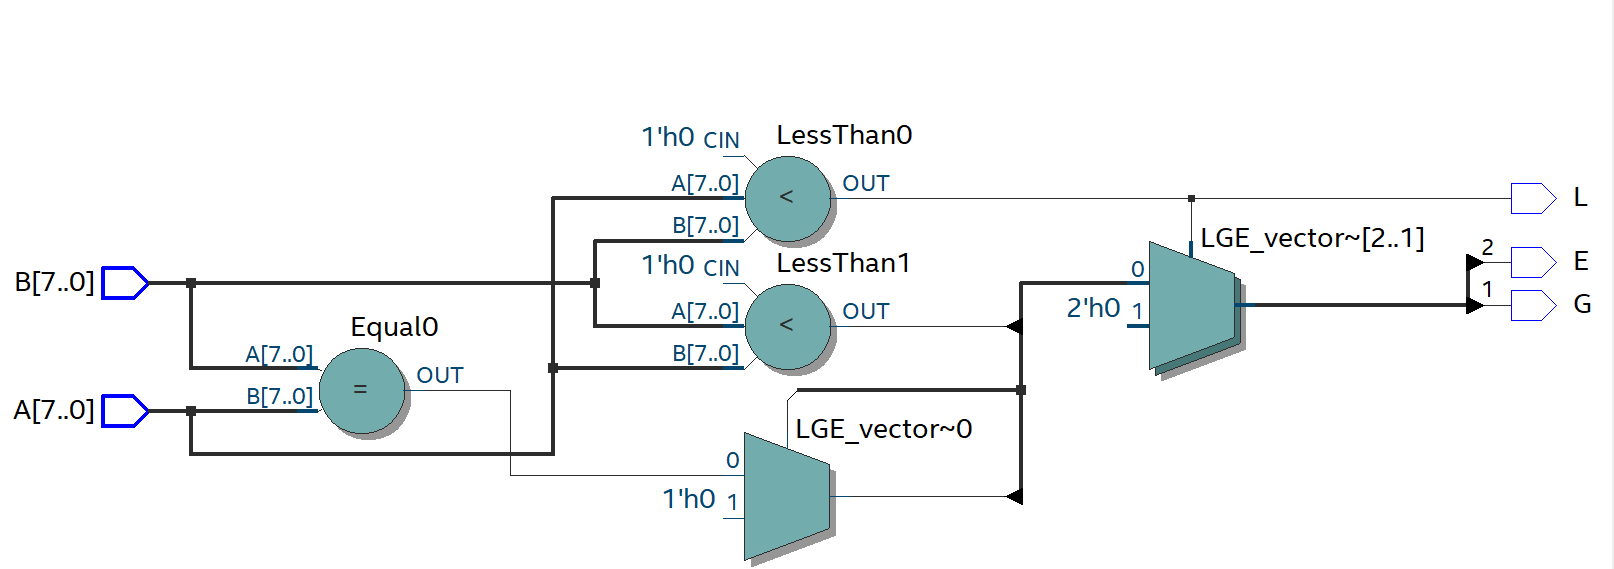 1'h0 CIN
LessThan0
A[7..0]
<
OUT
L
B[7..0]
LGE_vector~[2..1]
2
E
1'h0 CIN
LessThan1
0
B[7..0]
A[7..0]
<
OUT
2'h0 1
1
G
Equal0
B[7..0]
A[7..0]
=
OUT
B[7..0]
A[7..0]
LGE_vector~0
0
1'h0 1